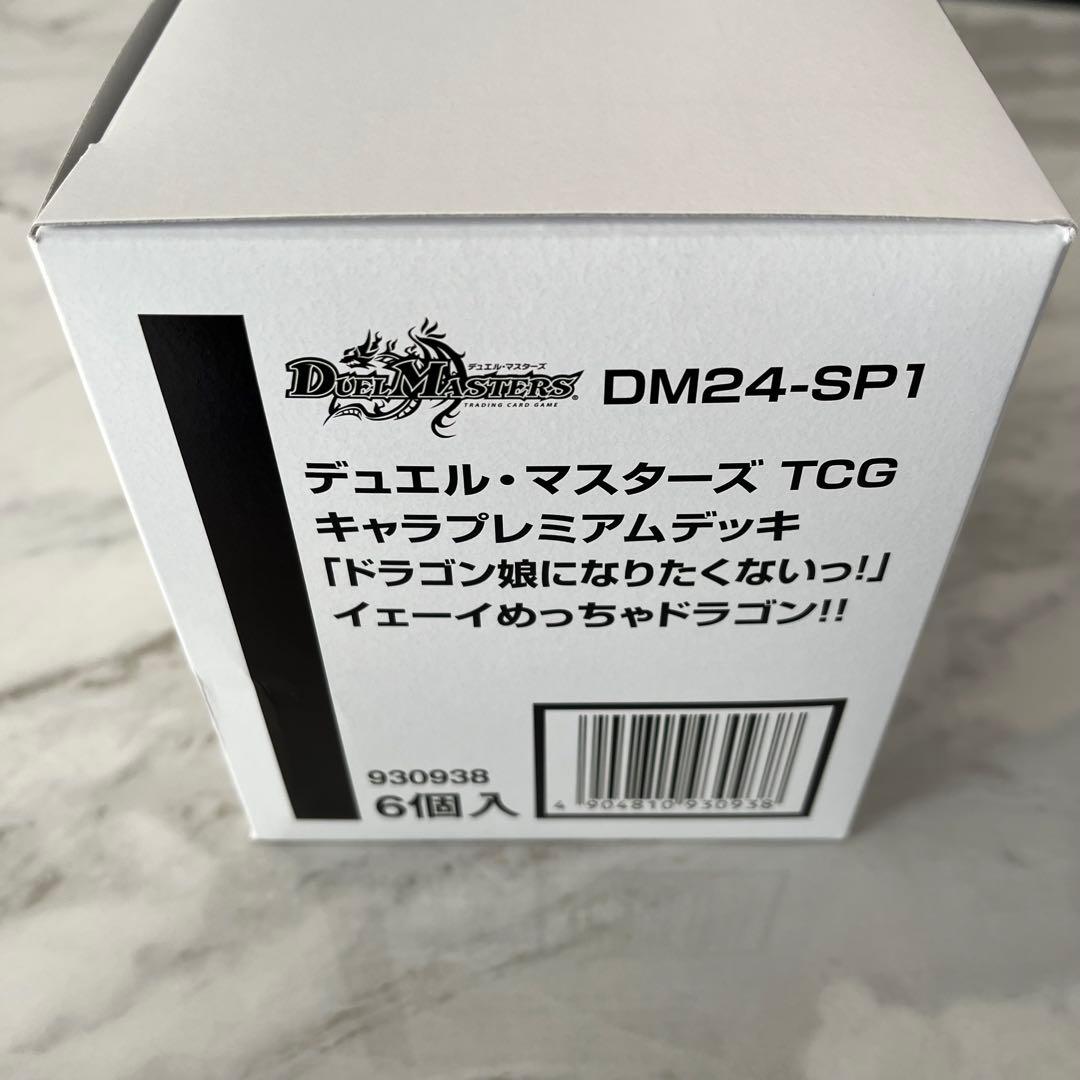 デュエル・マスターズ
DUEL MASTERS
TRADING CARD GAME
DM24-SP1
デュエル・マスターズ TCG
キャラプレミアムデッキ
「ドラゴン娘になりたくないっ!」
イェーイめっちゃドラゴン!!
930938
6個入
4 904810 930938